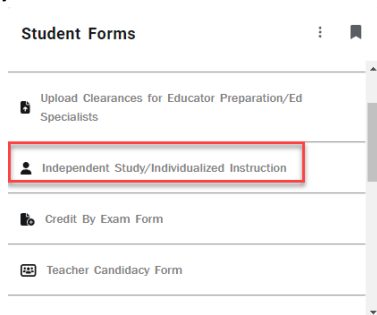 Student Forms
Upload Clearances for Educator Preparation/Ed
Specialists
Independent Study/Individualized Instruction
Credit By Exam Form
Teacher Candidacy Form